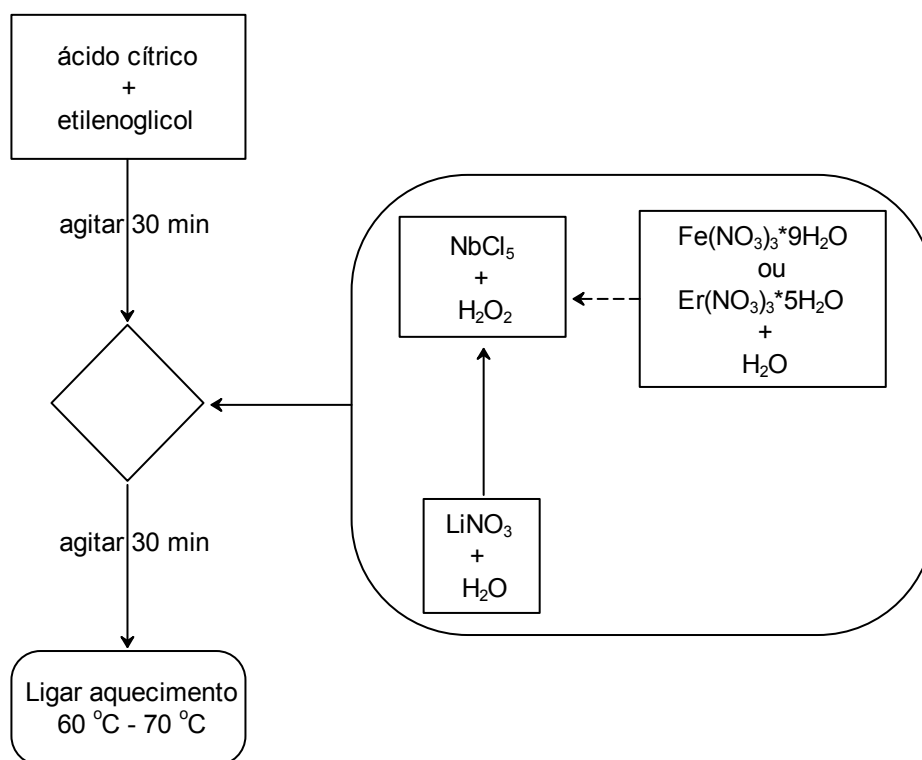 ácido cítrico
+
etilenoglicol
agitar 30 min
NbCl₅
+
H₂O₂
Fe(NO₃)₃*9H₂O
ou
Er(NO₃)₃*5H₂O
+
H₂O
LiNO₃
+
H₂O
agitar 30 min
Ligar aquecimento
60 °C - 70 °C